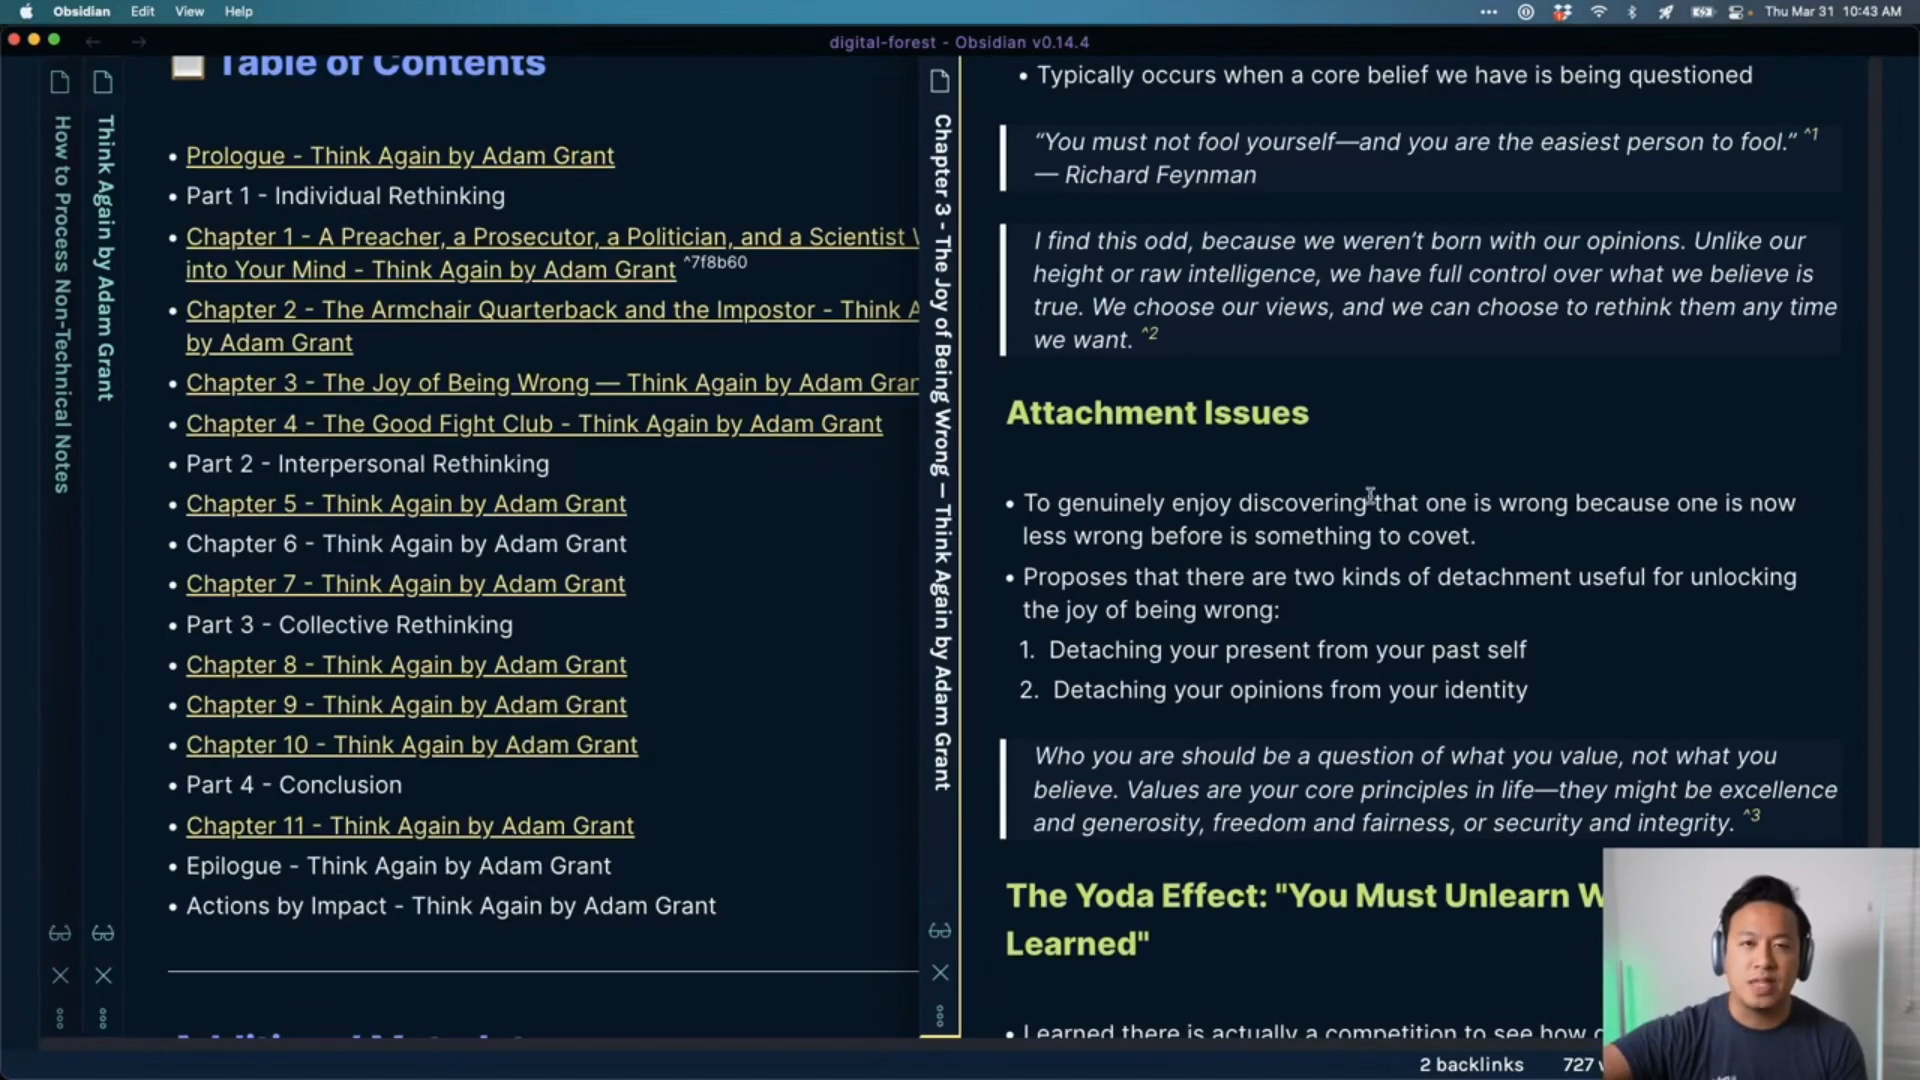 Obsidian Edit View Help
Thu Mar 31 10:43 AM
digital-forest - Obsidian v0.14.4
How to Process Non-Technical Notes
Think Again by Adam Grant
Table of Contents
• Prologue - Think Again by Adam Grant
• Part 1 - Individual Rethinking
• Chapter 1 - A Preacher, a Prosecutor, a Politician, and a Scientist
into Your Mind - Think Again by Adam Grant ^7f8b60
• Chapter 2 - The Armchair Quarterback and the Impostor - Think A
by Adam Grant
• Chapter 3 - The Joy of Being Wrong — Think Again by Adam Gran
• Chapter 4 - The Good Fight Club - Think Again by Adam Grant
• Part 2 - Interpersonal Rethinking
• Chapter 5 - Think Again by Adam Grant
• Chapter 6 - Think Again by Adam Grant
• Chapter 7 - Think Again by Adam Grant
• Part 3 - Collective Rethinking
• Chapter 8 - Think Again by Adam Grant
• Chapter 9 - Think Again by Adam Grant
• Chapter 10 - Think Again by Adam Grant
• Part 4 - Conclusion
• Chapter 11 - Think Again by Adam Grant
• Epilogue - Think Again by Adam Grant
• Actions by Impact - Think Again by Adam Grant
Chapter 3 - The Joy of Being Wrong — Think Again by Adam Grant
• Typically occurs when a core belief we have is being questioned
“You must not fool yourself—and you are the easiest person to fool.” ^1
— Richard Feynman
I find this odd, because we weren’t born with our opinions. Unlike our
height or raw intelligence, we have full control over what we believe is
true. We choose our views, and we can choose to rethink them any time
we want. ^2
Attachment Issues
• To genuinely enjoy discovering that one is wrong because one is now
less wrong before is something to covet.
• Proposes that there are two kinds of detachment useful for unlocking
the joy of being wrong:
1. Detaching your present from your past self
2. Detaching your opinions from your identity
Who you are should be a question of what you value, not what you
believe. Values are your core principles in life—they might be excellence
and generosity, freedom and fairness, or security and integrity. ^3
The Yoda Effect: "You Must Unlearn W
Learned"
• Learned there is actually a competition to see how
2 backlinks 727